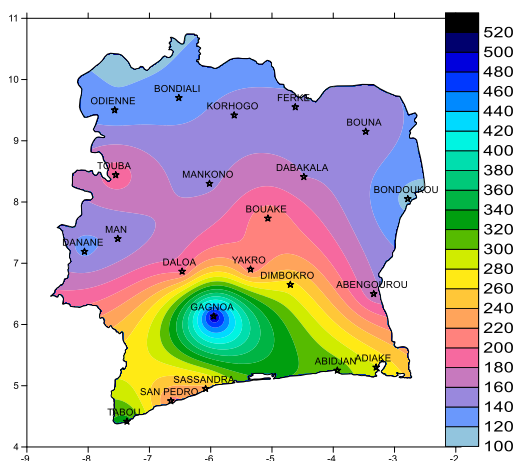 11
10
9
8
7
6
5
4
-9
-8
-7
-6
-5
-4
-3
-2
ODIENNE
BONDIALI
KORHOGO
FERKE
BOUNA
TOUBA
MANKONO
DABAKALA
BONDOUKOU
BOUAKE
MAN
DANANE
DALOA
YAKRO
DIMBOKRO
ABENGOUROU
GAGNOA
ABIDJAN
ADIAKE
SASSANDRA
SAN PEDRO
TABOU
520
500
480
460
440
420
400
380
360
340
320
300
280
260
240
220
200
180
160
140
120
100